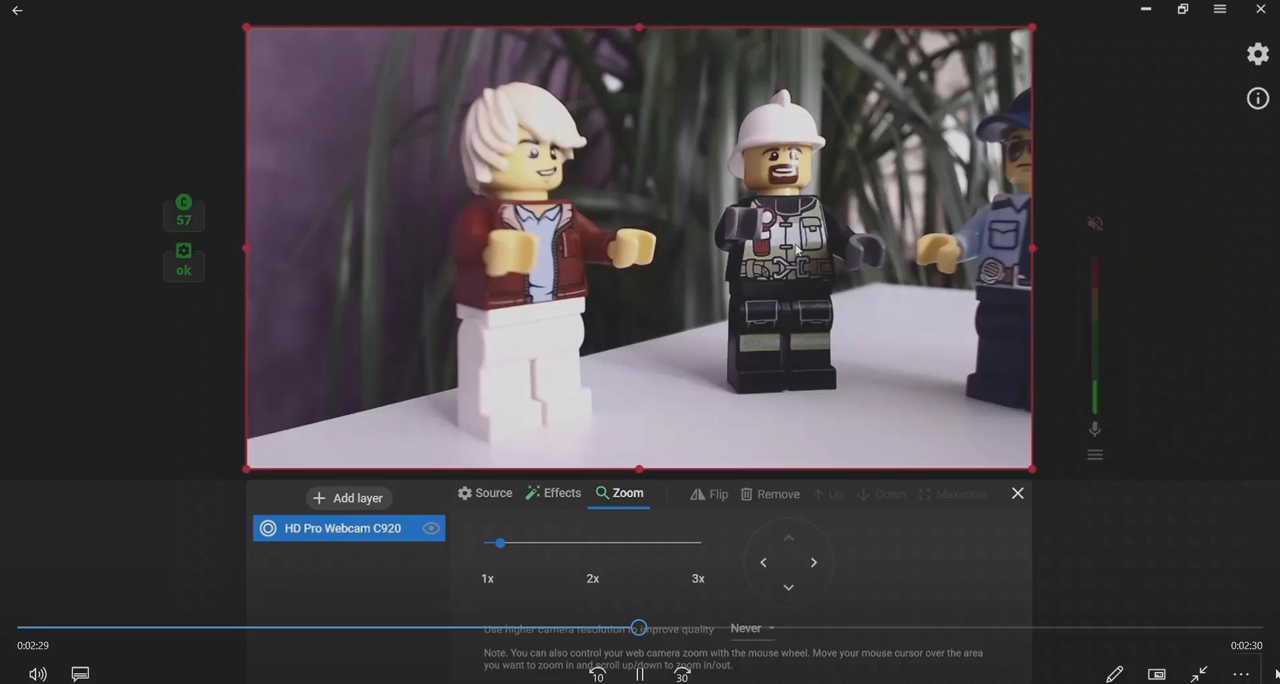 C
57
ok
Add layer
Source Effects Zoom Flip Remove Up Down Maximize
HD Pro Webcam C920
1x 2x 3x
Use higher camera resolution to improve quality Never
Note. You can also control your web camera zoom with the mouse wheel. Move your mouse cursor over the area
you want to zoom in and scroll up/down to zoom in/out.
0:02:29 0:02:30
10 30